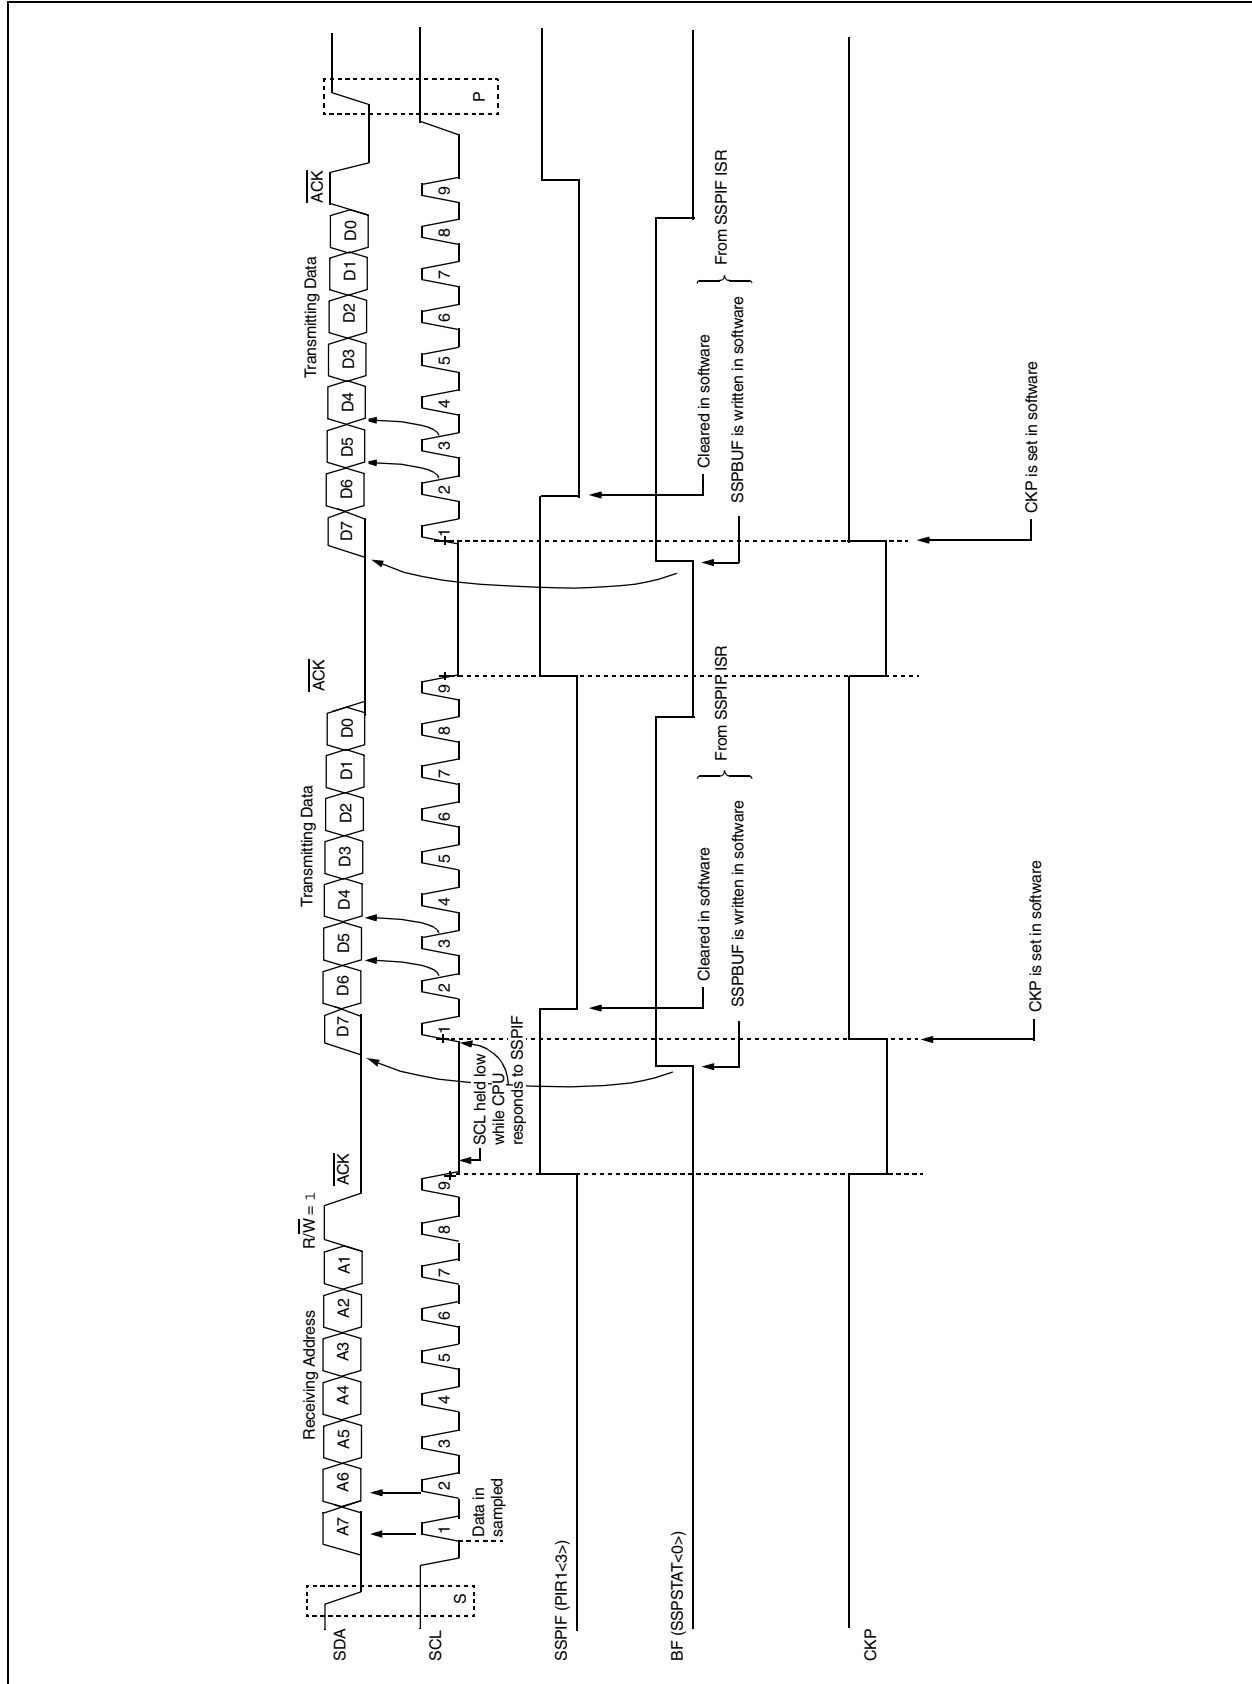 Receiving Address
R/W = 1
ACK
Transmitting Data
ACK
Transmitting Data
ACK
SDA
A7 A6 A5 A4 A3 A2 A1
D7 D6 D5 D4 D3 D2 D1 D0
D7 D6 D5 D4 D3 D2 D1 D0
SCL
S
1 2 3 4 5 6 7 8 9
1 2 3 4 5 6 7 8 9
1 2 3 4 5 6 7 8 9
P
Data in
sampled
SCL held low
while CPU
responds to SSPIF
SSPIF (PIR1<3>)
BF (SSPSTAT<0>)
Cleared in software
SSPBUF is written in software
From SSPIF ISR
Cleared in software
SSPBUF is written in software
From SSPIF ISR
CKP
CKP is set in software
CKP is set in software